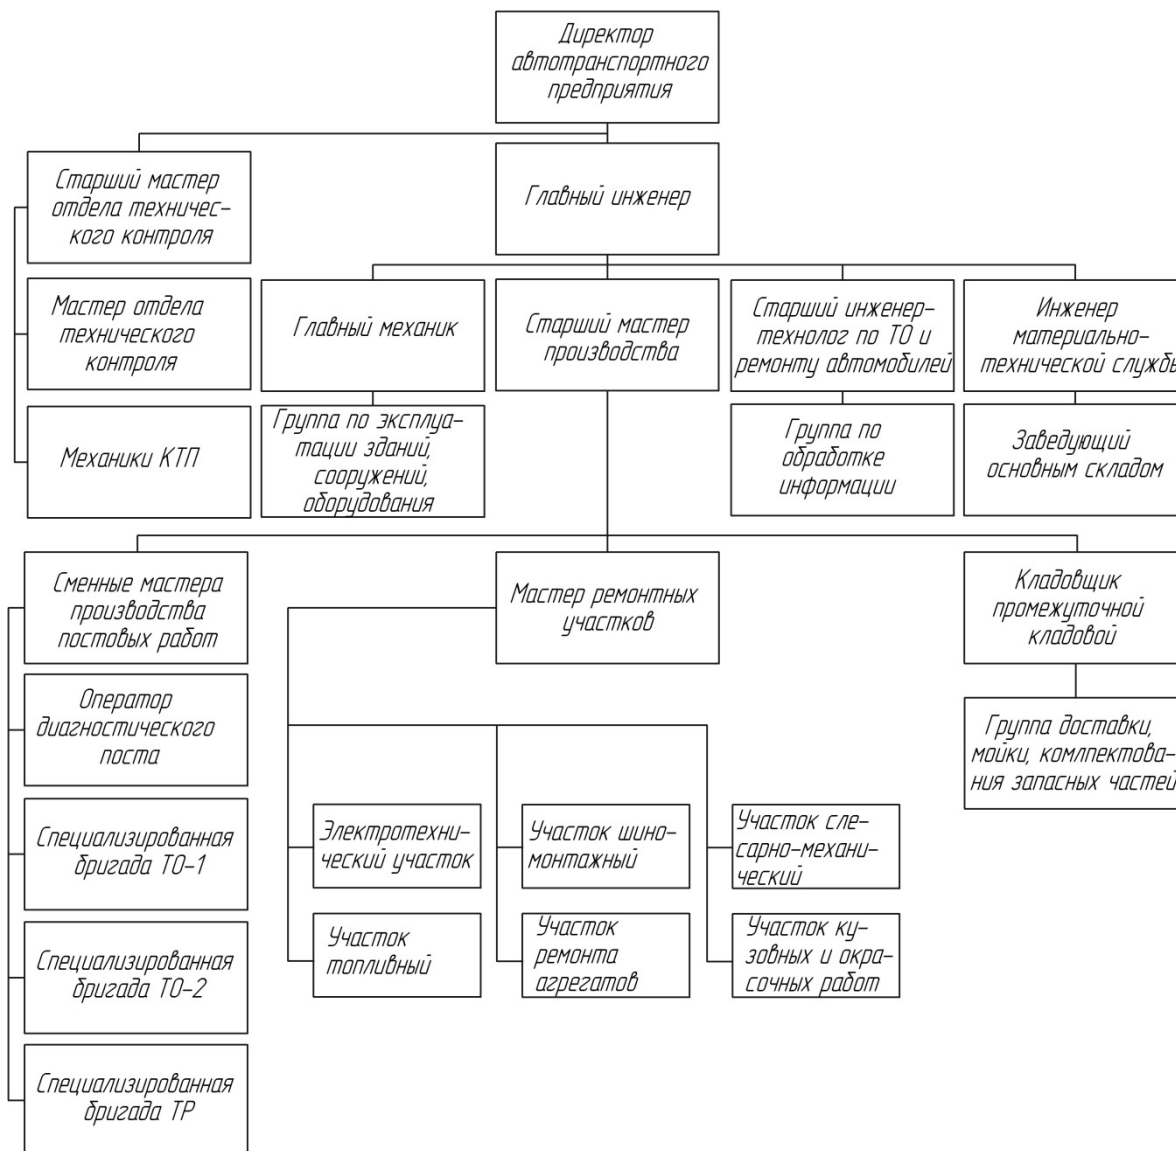 Директор
автотранспортного
предприятия
Старший мастер
отдела техничес-
кого контроля
Главный инженер
Мастер отдела
технического
контроля
Главный механик
Старший мастер
производства
Старший инженер-
технолог по ТО и
ремонту автомобилей
Инженер
материально-
технической службы
Механики КТП
Группа по эксплуа-
тации зданий,
сооружений,
оборудования
Группа по
обработке
информации
Заведующий
основным складом
Сменные мастера
производства
постовых работ
Мастер ремонтных
участков
Кладовщик
промежуточной
кладовой
Оператор
диагностического
поста
Группа доставки,
мойки, комлпектова-
ния запасных частей
Специализированная
бригада ТО-1
Электротехни-
ческий участок
Участок шино-
монтажный
Участок сле-
сарно-механи-
ческий
Специализированная
бригада ТО-2
Участок
топливный
Участок
ремонта
агрегатов
Участок ку-
зовных и окра-
сочных работ
Специализированная
бригада ТР